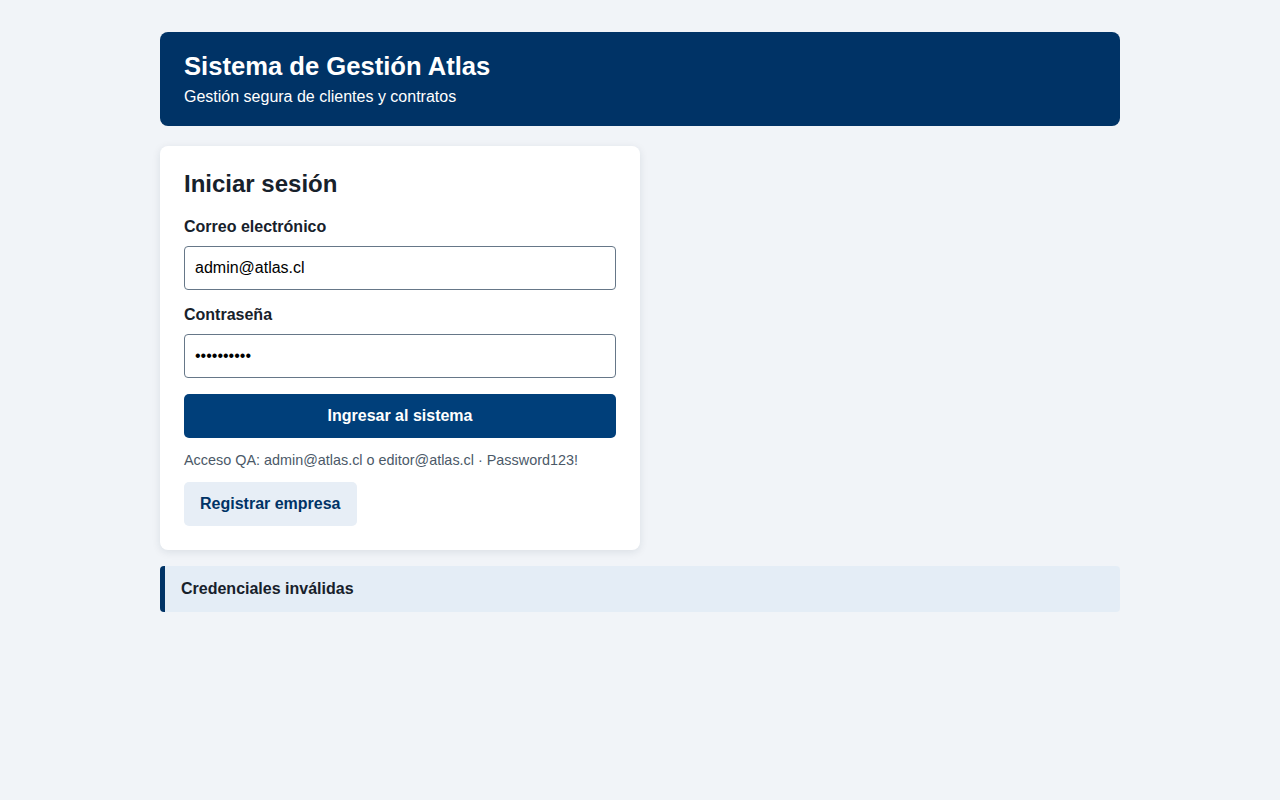 Sistema de Gestión Atlas
Gestión segura de clientes y contratos
Iniciar sesión
Correo electrónico
admin@atlas.cl
Contraseña
••••••••••
Ingresar al sistema
Acceso QA: admin@atlas.cl o editor@atlas.cl · Password123!
Registrar empresa
Credenciales inválidas